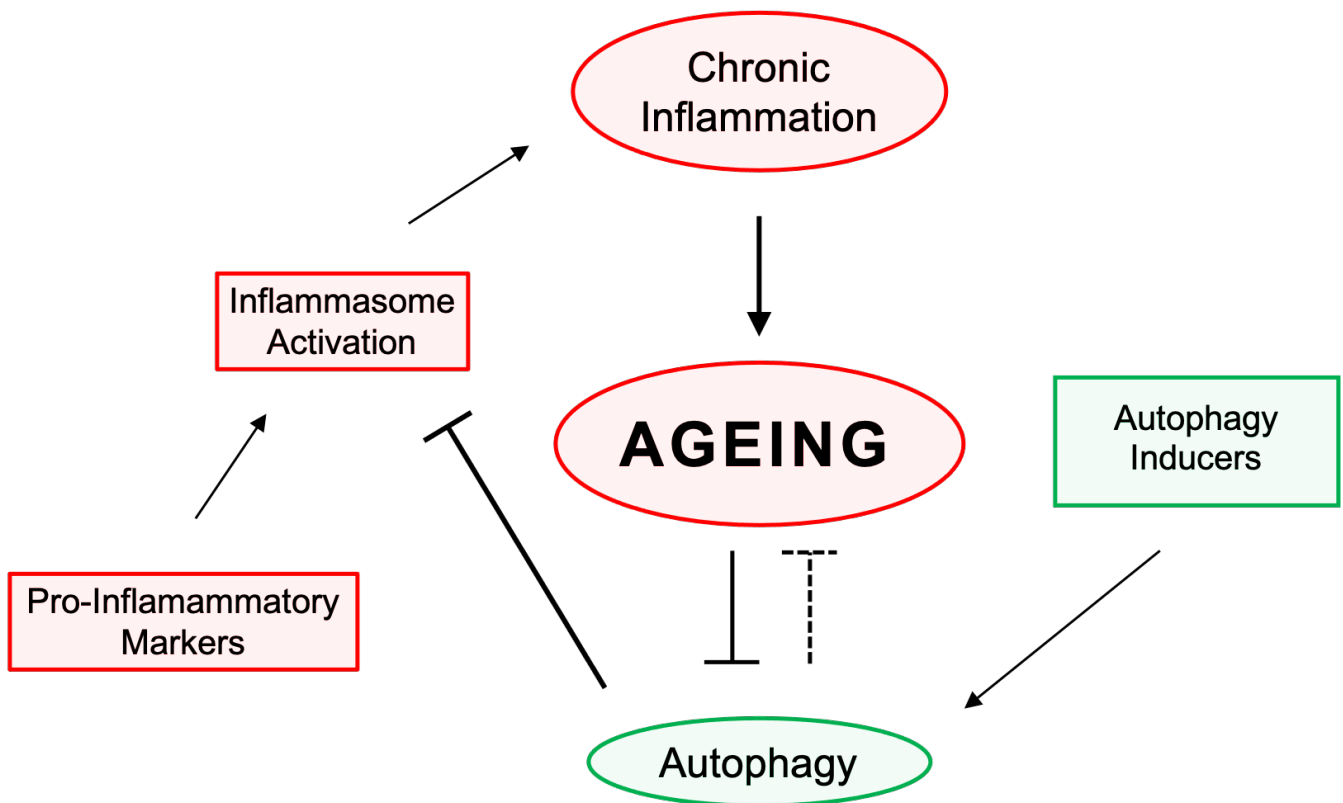 Chronic
Inflammation
Inflammasome
Activation
AGEING
Autophagy
Inducers
Pro-Inflamammatory
Markers
Autophagy